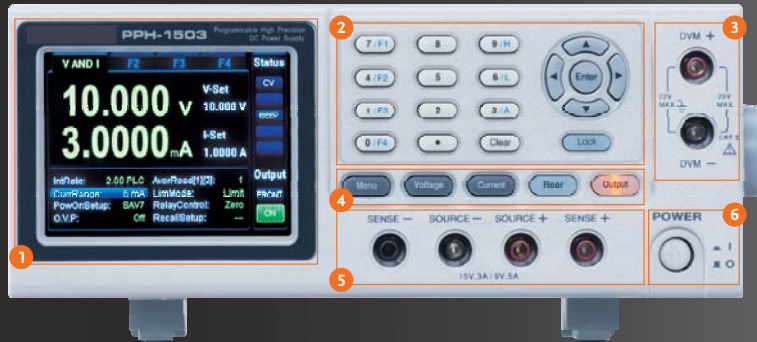 PPH-1503 Programmable High Precision DC Power Supply
V AND I F2 F3 F4 Status
CV
V-Set
10.000 V 10.000 V
I-Set
3.0000 mA 1.0000 A
Output
IntRate: 2.00 PLC AverRead[1][3]: 1
CurrRange: 5 mA LimMode: Limit FRONT
PowOnSetup: SAV7 RelayControl: Zero ON
O.V.P: Off RecallSetup: ---
1
2
7 /F1 8 9 /H
4 /F2 5 6 /L
1 /F3 2 3 /A
0 /F4 • Clear
Enter
Lock
3
DVM +
MAX.
MAX.
DVM −
4
Menu Voltage Current Rear Output
5
SENSE − SOURCE − SOURCE + SENSE +
15V.3A / 9V.5A
6
POWER